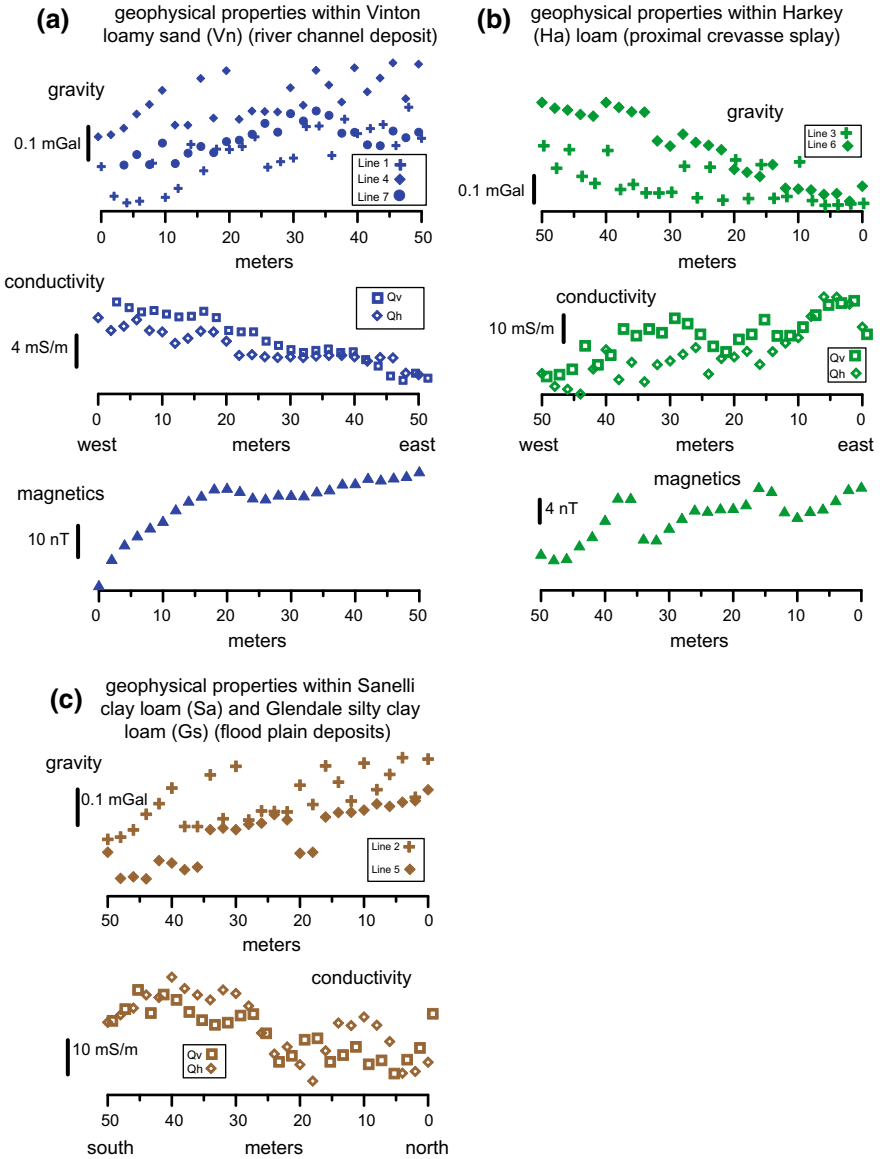 (a)
geophysical properties within Vinton
loamy sand (Vn) (river channel deposit)
gravity
0.1 mGal
Line 1
Line 4
Line 7
0 10 20 30 40 50
meters
conductivity
Qv
Qh
4 mS/m
0 10 20 30 40 50
west meters east
magnetics
10 nT
0 10 20 30 40 50
meters
(b)
geophysical properties within Harkey
(Ha) loam (proximal crevasse splay)
gravity
Line 3
Line 6
0.1 mGal
50 40 30 20 10 0
meters
conductivity
10 mS/m
Qv
Qh
50 40 30 20 10 0
west meters east
magnetics
4 nT
50 40 30 20 10 0
meters
(c)
geophysical properties within Sanelli
clay loam (Sa) and Glendale silty clay
loam (Gs) (flood plain deposits)
gravity
0.1 mGal
Line 2
Line 5
50 40 30 20 10 0
meters
conductivity
10 mS/m
Qv
Qh
50 40 30 20 10 0
south meters north